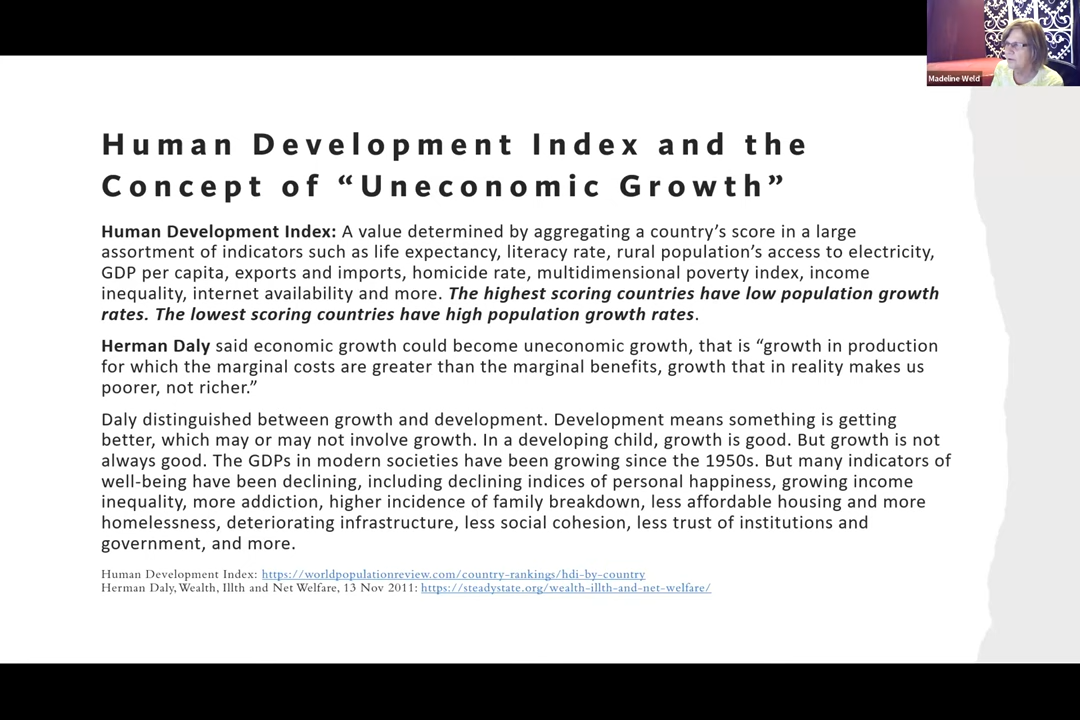 Madeline Weld
Human Development Index and the
Concept of “Uneconomic Growth”
Human Development Index: A value determined by aggregating a country’s score in a large
assortment of indicators such as life expectancy, literacy rate, rural population’s access to electricity,
GDP per capita, exports and imports, homicide rate, multidimensional poverty index, income
inequality, internet availability and more. The highest scoring countries have low population growth
rates. The lowest scoring countries have high population growth rates.
Herman Daly said economic growth could become uneconomic growth, that is “growth in production
for which the marginal costs are greater than the marginal benefits, growth that in reality makes us
poorer, not richer.”
Daly distinguished between growth and development. Development means something is getting
better, which may or may not involve growth. In a developing child, growth is good. But growth is not
always good. The GDPs in modern societies have been growing since the 1950s. But many indicators of
well-being have been declining, including declining indices of personal happiness, growing income
inequality, more addiction, higher incidence of family breakdown, less affordable housing and more
homelessness, deteriorating infrastructure, less social cohesion, less trust of institutions and
government, and more.
Human Development Index: https://worldpopulationreview.com/country-rankings/hdi-by-country
Herman Daly, Wealth, Illth and Net Welfare, 13 Nov 2011: https://steadystate.org/wealth-illth-and-net-welfare/